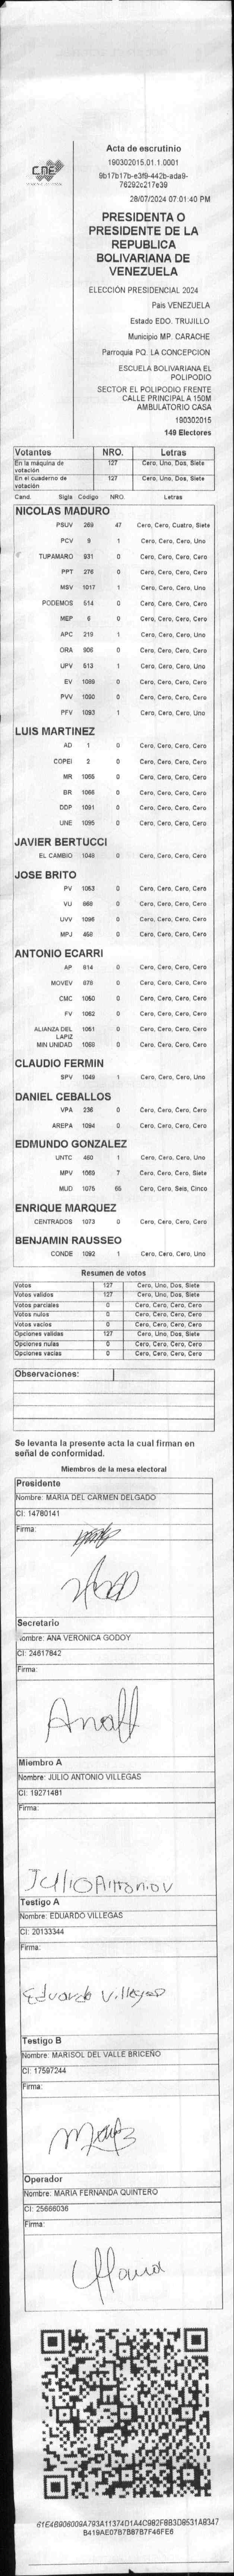 Acta de escrutinio
190302015.01.1.0001
9b17b17b-e3f9-442b-ada9-
76292c217e39
28/07/2024 07:01:40 PM
CNE
PRESIDENTA O
PRESIDENTE DE LA
REPUBLICA
BOLIVARIANA DE
VENEZUELA
ELECCIÓN PRESIDENCIAL 2024
País VENEZUELA
Estado EDO. TRUJILLO
Municipio MP. CARACHE
Parroquia PQ. LA CONCEPCION
ESCUELA BOLIVARIANA EL
POLIPODIO
SECTOR EL POLIPODIO FRENTE
CALLE PRINCIPAL A 150M
AMBULATORIO CASA
190302015
149 Electores
Votantes NRO. Letras
En la máquina de votación 127 Cero, Uno, Dos, Siete
En el cuaderno de votación 127 Cero, Uno, Dos, Siete
Cand. Sigla Codigo NRO. Letras
NICOLAS MADURO
PSUV 269 47 Cero, Cero, Cuatro, Siete
PCV 9 1 Cero, Cero, Cero, Uno
TUPAMARO 931 0 Cero, Cero, Cero, Cero
PPT 276 0 Cero, Cero, Cero, Cero
MSV 1017 1 Cero, Cero, Cero, Uno
PODEMOS 514 0 Cero, Cero, Cero, Cero
MEP 6 0 Cero, Cero, Cero, Cero
APC 219 1 Cero, Cero, Cero, Uno
ORA 906 0 Cero, Cero, Cero, Cero
UPV 513 1 Cero, Cero, Cero, Uno
EV 1089 0 Cero, Cero, Cero, Cero
PVV 1090 0 Cero, Cero, Cero, Cero
PFV 1093 1 Cero, Cero, Cero, Uno
LUIS MARTINEZ
AD 1 0 Cero, Cero, Cero, Cero
COPEI 2 0 Cero, Cero, Cero, Cero
MR 1065 0 Cero, Cero, Cero, Cero
BR 1066 0 Cero, Cero, Cero, Cero
DDP 1091 0 Cero, Cero, Cero, Cero
UNE 1095 0 Cero, Cero, Cero, Cero
JAVIER BERTUCCI
EL CAMBIO 1048 0 Cero, Cero, Cero, Cero
JOSE BRITO
PV 1053 0 Cero, Cero, Cero, Cero
VU 868 0 Cero, Cero, Cero, Cero
UVV 1096 0 Cero, Cero, Cero, Cero
MPJ 458 0 Cero, Cero, Cero, Cero
ANTONIO ECARRI
AP 814 0 Cero, Cero, Cero, Cero
MOVEV 878 0 Cero, Cero, Cero, Cero
CMC 1050 0 Cero, Cero, Cero, Cero
FV 1052 0 Cero, Cero, Cero, Cero
ALIANZA DEL LAPIZ 1051 0 Cero, Cero, Cero, Cero
MIN UNIDAD 1068 0 Cero, Cero, Cero, Cero
CLAUDIO FERMIN
SPV 1049 1 Cero, Cero, Cero, Uno
DANIEL CEBALLOS
VPA 236 0 Cero, Cero, Cero, Cero
AREPA 1094 0 Cero, Cero, Cero, Cero
EDMUNDO GONZALEZ
UNTC 460 1 Cero, Cero, Cero, Uno
MPV 1069 7 Cero, Cero, Cero, Siete
MUD 1075 65 Cero, Cero, Seis, Cinco
ENRIQUE MARQUEZ
CENTRADOS 1073 0 Cero, Cero, Cero, Cero
BENJAMIN RAUSSEO
CONDE 1092 1 Cero, Cero, Cero, Uno
Resumen de votos
Votos 127 Cero, Uno, Dos, Siete
Votos validos 127 Cero, Uno, Dos, Siete
Votos parciales 0 Cero, Cero, Cero, Cero
Votos nulos 0 Cero, Cero, Cero, Cero
Votos vacios 0 Cero, Cero, Cero, Cero
Opciones validas 127 Cero, Uno, Dos, Siete
Opciones nulas 0 Cero, Cero, Cero, Cero
Opciones vacias 0 Cero, Cero, Cero, Cero
Observaciones:
Se levanta la presente acta la cual firman en
señal de conformidad.
Miembros de la mesa electoral
Presidente
Nombre: MARIA DEL CARMEN DELGADO
CI: 14780141
Firma:
Secretario
Nombre: ANA VERONICA GODOY
CI: 24617842
Firma:
Miembro A
Nombre: JULIO ANTONIO VILLEGAS
CI: 19271481
Firma:
Julio Antonio V
Testigo A
Nombre: EDUARDO VILLEGAS
CI: 20133344
Firma:
Eduardo Villegas
Testigo B
Nombre: MARISOL DEL VALLE BRICEÑO
CI: 17597244
Firma:
Operador
Nombre: MARIA FERNANDA QUINTERO
CI: 25666036
Firma:
61E46906009A793A11374D1A4C982F8B3D8531AB347
B419AE07B7B87B7F46FE6